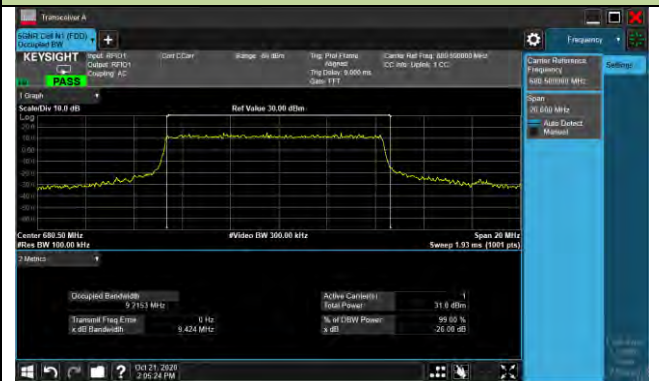 Transceiver A
5GNR Cell N1 (FDD)
Occupied BW
Frequency
KEYSIGHT
Input: RFIO1
Output: RFIO1
Coupling: AC
PASS
Corr CCorr
Trig: Prd Frame
Aligned
Trig Delay: 0.000 ms
Gate: FFT
Carrier Ref Freq: 680.500000 MHz
CC Info: Uplink, 1 CC
Carrier Reference
Frequency
680.500000 MHz
Settings
Span
20.000 MHz
Auto Detect
Manual
1 Graph
Scale/Div 10.0 dB
Ref Value 30.00 dBm
Log
Center 680.50 MHz
#Video BW 300.00 kHz
Span 20 MHz
#Res BW 100.00 kHz
Sweep 1.93 ms (1001 pts)
2 Metrics
Occupied Bandwidth
9.2153 MHz
Active Carrier(s)
1
Total Power
31.0 dBm
Transmit Freq Error
0 Hz
% of OBW Power
99.00 %
x dB Bandwidth
9.424 MHz
x dB
-26.00 dB
?
Oct 21, 2020
2:05:24 PM